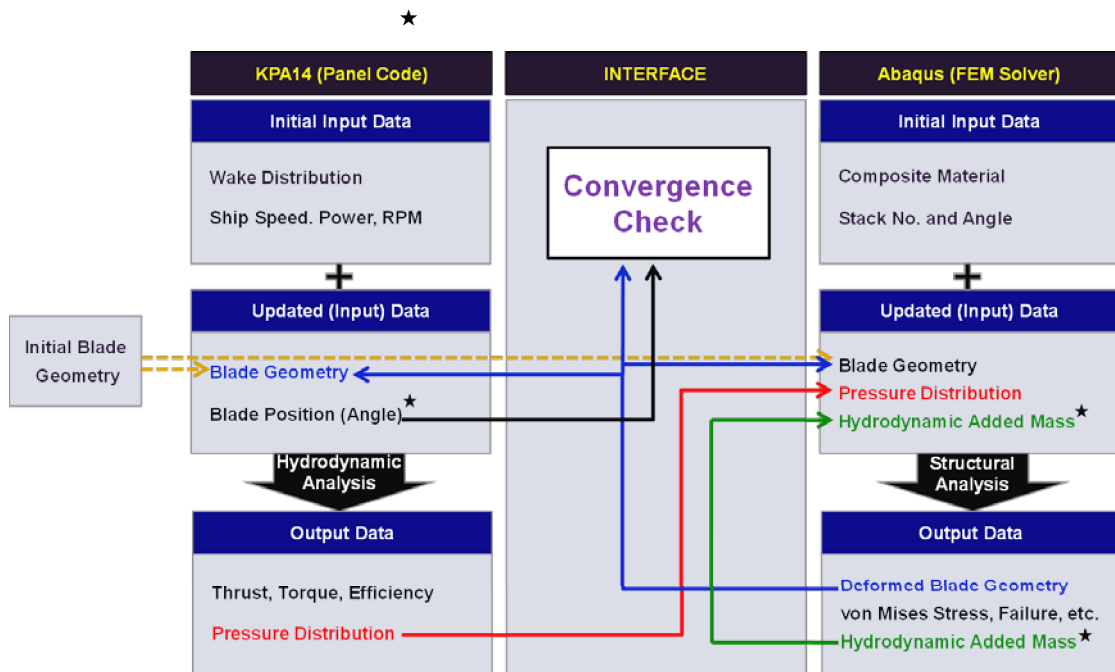 ★
KPA14 (Panel Code)
INTERFACE
Abaqus (FEM Solver)
Initial Input Data
Wake Distribution
Ship Speed. Power, RPM
Convergence
Check
Initial Input Data
Composite Material
Stack No. and Angle
+
+
Initial Blade
Geometry
Updated (Input) Data
Blade Geometry
Blade Position (Angle)★
Updated (Input) Data
Blade Geometry
Pressure Distribution
Hydrodynamic Added Mass★
Hydrodynamic
Analysis
Structural
Analysis
Output Data
Thrust, Torque, Efficiency
Pressure Distribution
Output Data
Deformed Blade Geometry
von Mises Stress, Failure, etc.
Hydrodynamic Added Mass★